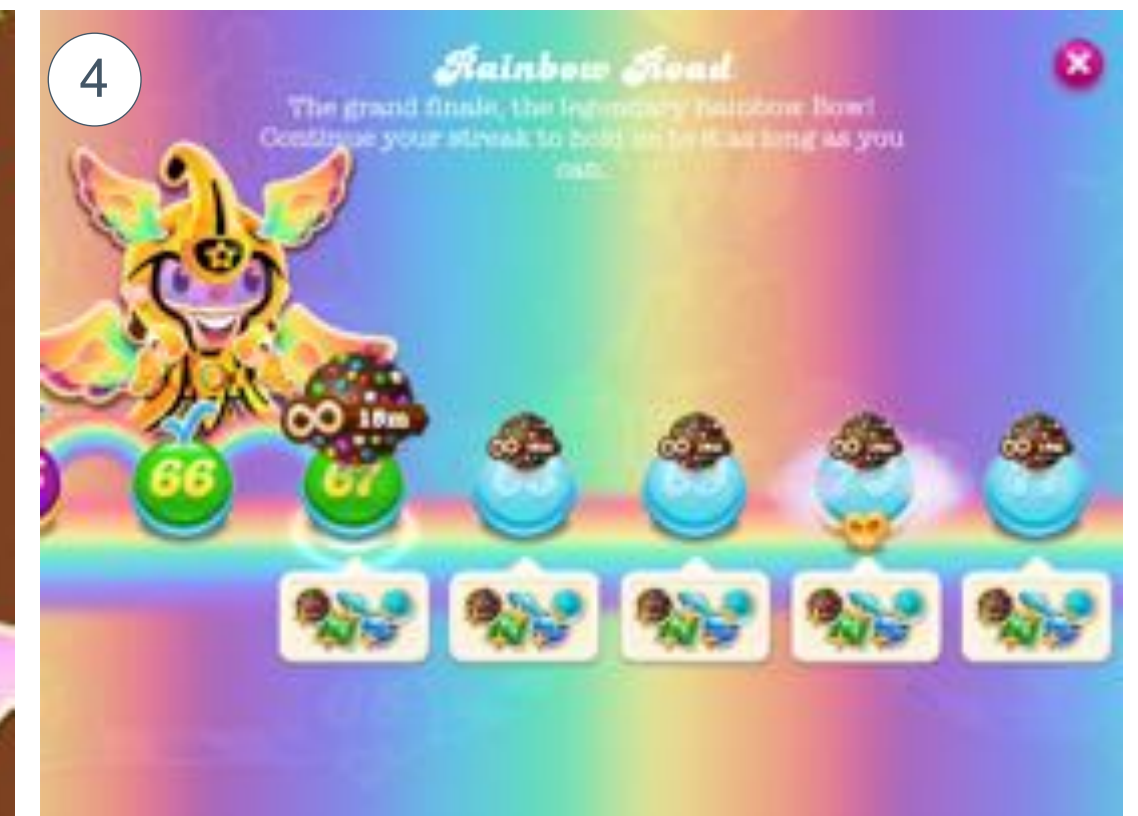 4
Rainbow Road
The grand finale, the legendary Rainbow Bow!
Continue your streak to hold on to it as long as you
can.
15m
66
67